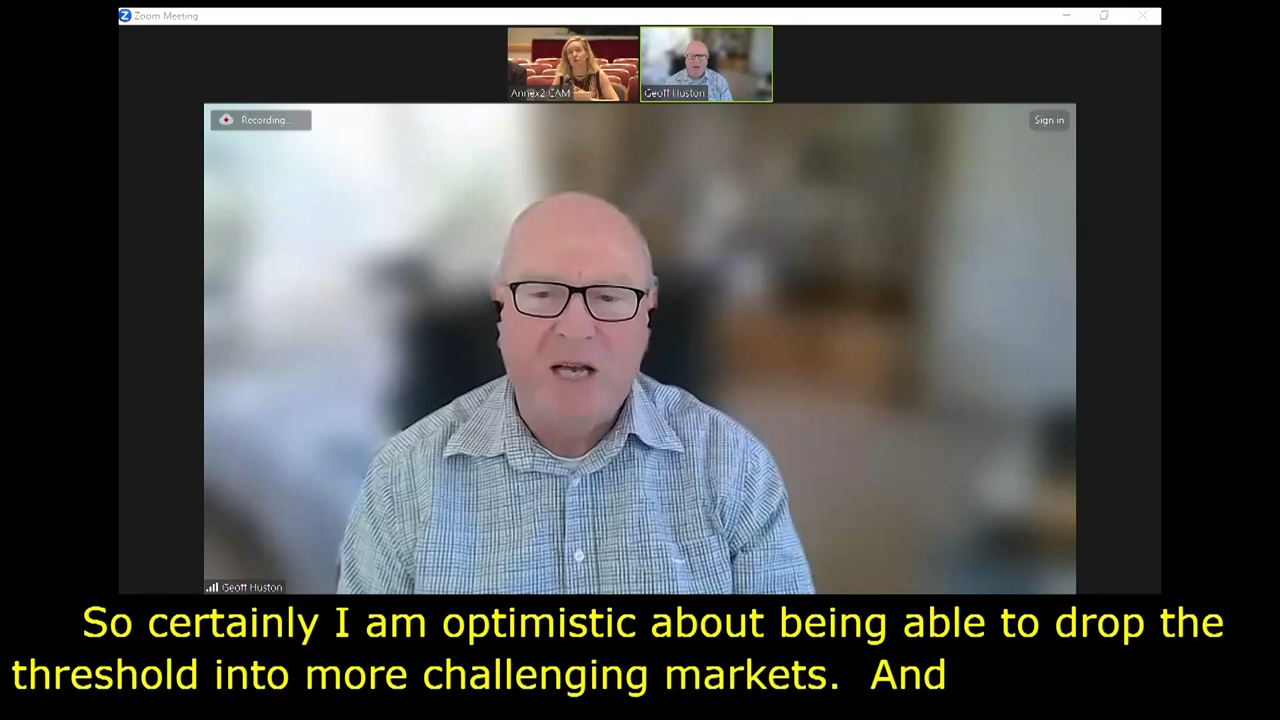 Zoom Meeting
Annex2 CAM
Geoff Huston
Recording...
Sign in
Geoff Huston
So certainly I am optimistic about being able to drop the
threshold into more challenging markets.  And